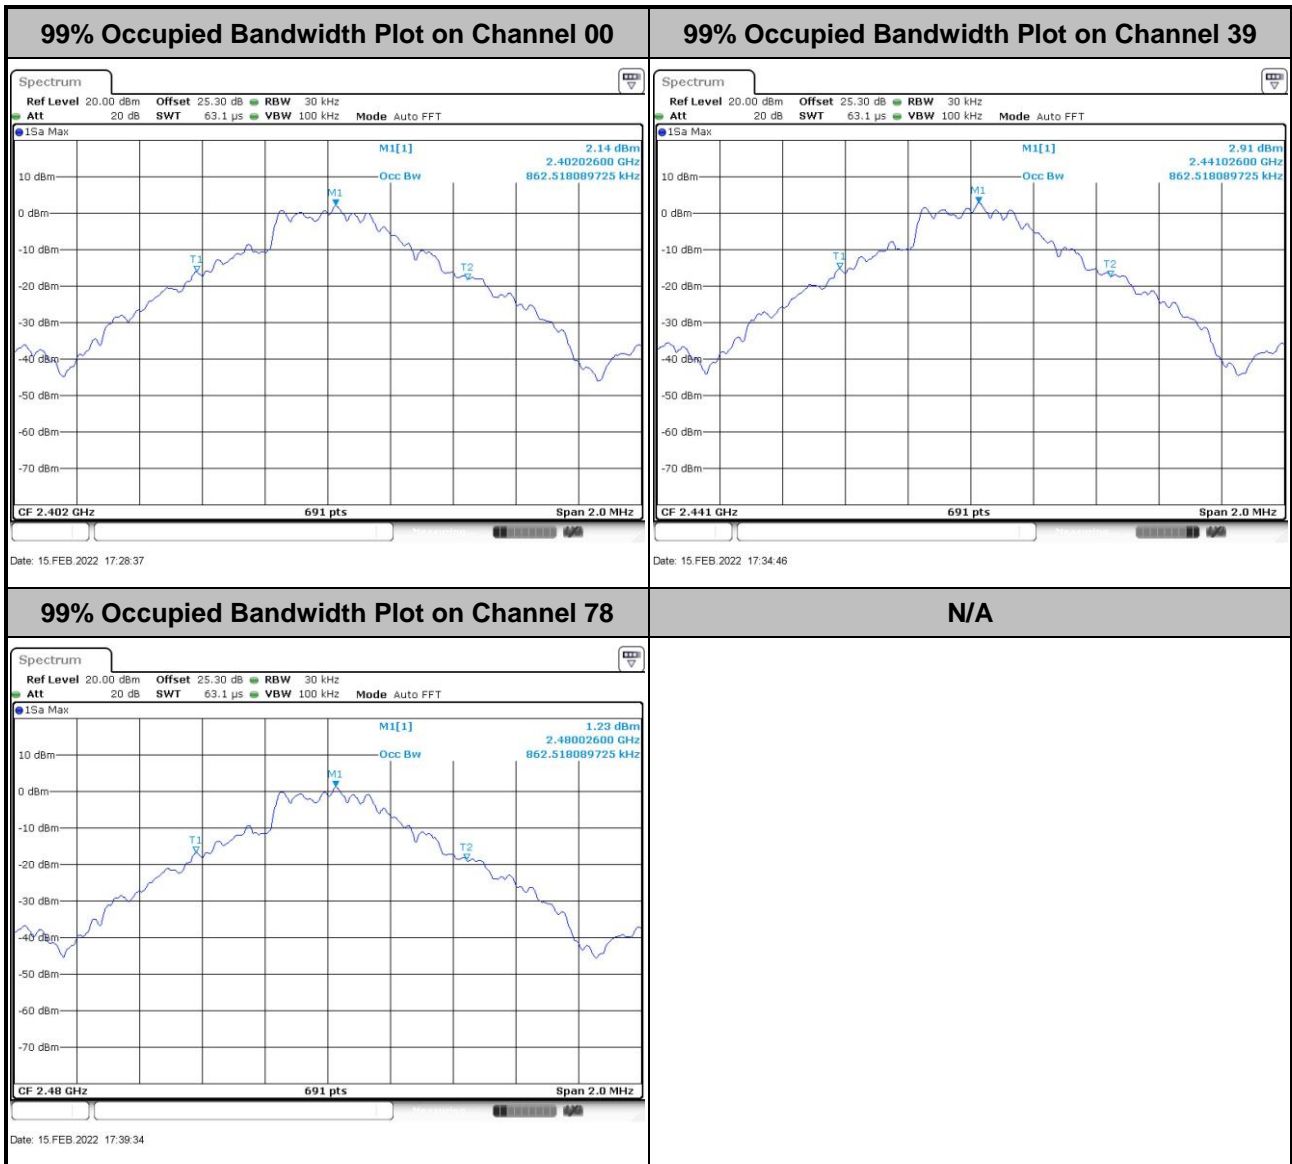 99% Occupied Bandwidth Plot on Channel 00
Spectrum
Ref Level 20.00 dBm Offset 25.30 dB RBW 30 kHz
Att 20 dB SWT 63.1 µs VBW 100 kHz Mode Auto FFT
1Sa Max
M1[1] 2.14 dBm
2.40202600 GHz
10 dBm Occ Bw 862.518089725 kHz
M1
0 dBm
-10 dBm
T1
T2
-20 dBm
-30 dBm
-40 dBm
-50 dBm
-60 dBm
-70 dBm
CF 2.402 GHz 691 pts Span 2.0 MHz
Date: 15.FEB.2022 17:28:37
99% Occupied Bandwidth Plot on Channel 39
Spectrum
Ref Level 20.00 dBm Offset 25.30 dB RBW 30 kHz
Att 20 dB SWT 63.1 µs VBW 100 kHz Mode Auto FFT
1Sa Max
M1[1] 2.91 dBm
2.44102600 GHz
10 dBm Occ Bw 862.518089725 kHz
M1
0 dBm
-10 dBm
T1
T2
-20 dBm
-30 dBm
-40 dBm
-50 dBm
-60 dBm
-70 dBm
CF 2.441 GHz 691 pts Span 2.0 MHz
Date: 15.FEB.2022 17:34:46
99% Occupied Bandwidth Plot on Channel 78
Spectrum
Ref Level 20.00 dBm Offset 25.30 dB RBW 30 kHz
Att 20 dB SWT 63.1 µs VBW 100 kHz Mode Auto FFT
1Sa Max
M1[1] 1.23 dBm
2.48002600 GHz
10 dBm Occ Bw 862.518089725 kHz
M1
0 dBm
-10 dBm
T1
T2
-20 dBm
-30 dBm
-40 dBm
-50 dBm
-60 dBm
-70 dBm
CF 2.48 GHz 691 pts Span 2.0 MHz
Date: 15.FEB.2022 17:39:34
N/A